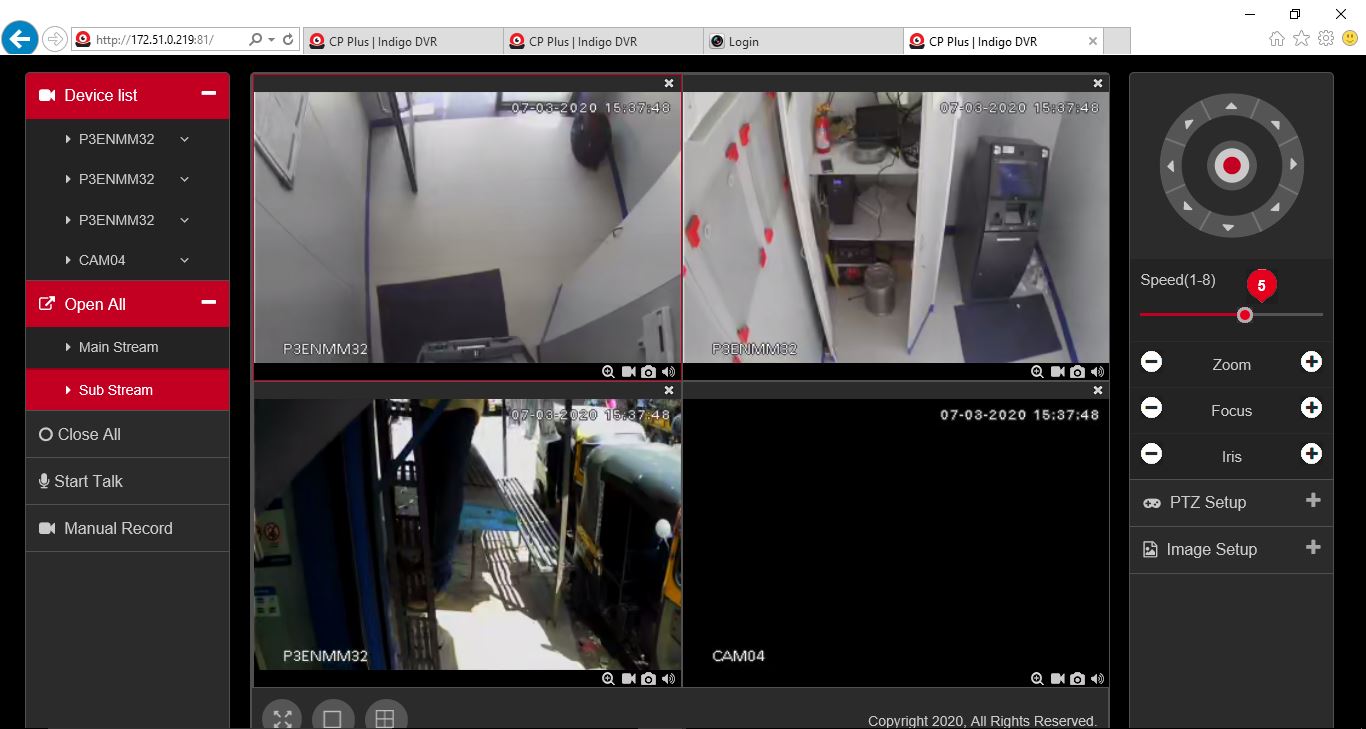 http://172.51.0.219:81/
CP Plus | Indigo DVR
CP Plus | Indigo DVR
Login
CP Plus | Indigo DVR
Device list
P3ENMM32
P3ENMM32
P3ENMM32
CAM04
Open All
Main Stream
Sub Stream
Close All
Start Talk
Manual Record
07-03-2020 15:37:48
P3ENMM32
07-03-2020 15:37:48
P3ENMM32
07-03-2020 15:37:48
P3ENMM32
07-03-2020 15:37:48
CAM04
Copyright 2020, All Rights Reserved.
Speed(1-8)
5
Zoom
Focus
Iris
PTZ Setup
Image Setup